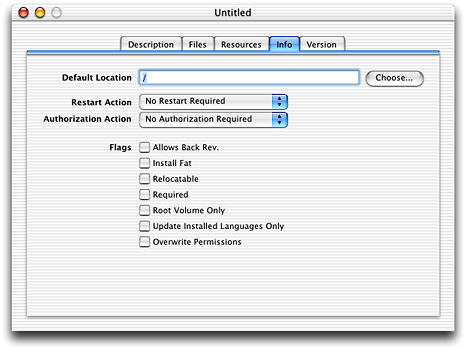 Untitled
Description Files Resources Info Version
Default Location / Choose...
Restart Action No Restart Required
Authorization Action No Authorization Required
Flags Allows Back Rev.
Install Fat
Relocatable
Required
Root Volume Only
Update Installed Languages Only
Overwrite Permissions